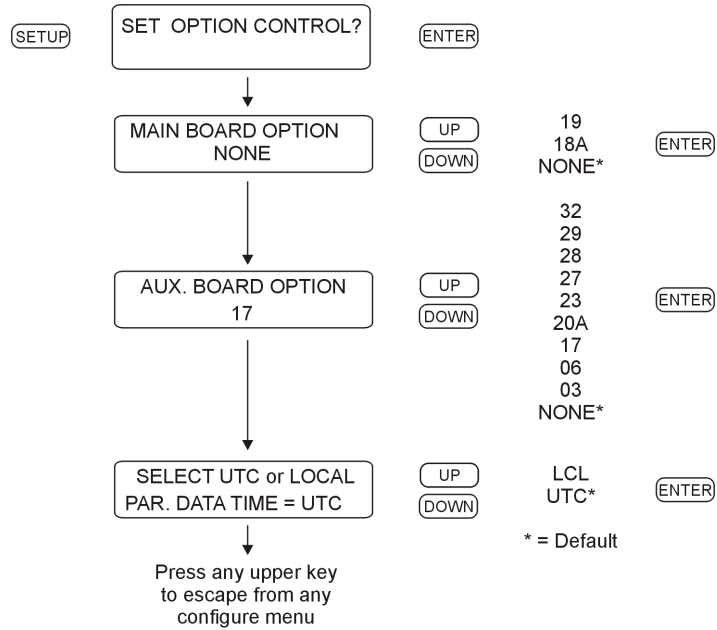 SETUP
SET OPTION CONTROL?
ENTER
MAIN BOARD OPTION
NONE
UP
DOWN
19
18A
NONE*
ENTER
AUX. BOARD OPTION
17
UP
DOWN
32
29
28
27
23
20A
17
06
03
NONE*
ENTER
SELECT UTC or LOCAL
PAR. DATA TIME = UTC
UP
DOWN
LCL
UTC*
ENTER
* = Default
Press any upper key
to escape from any
configure menu